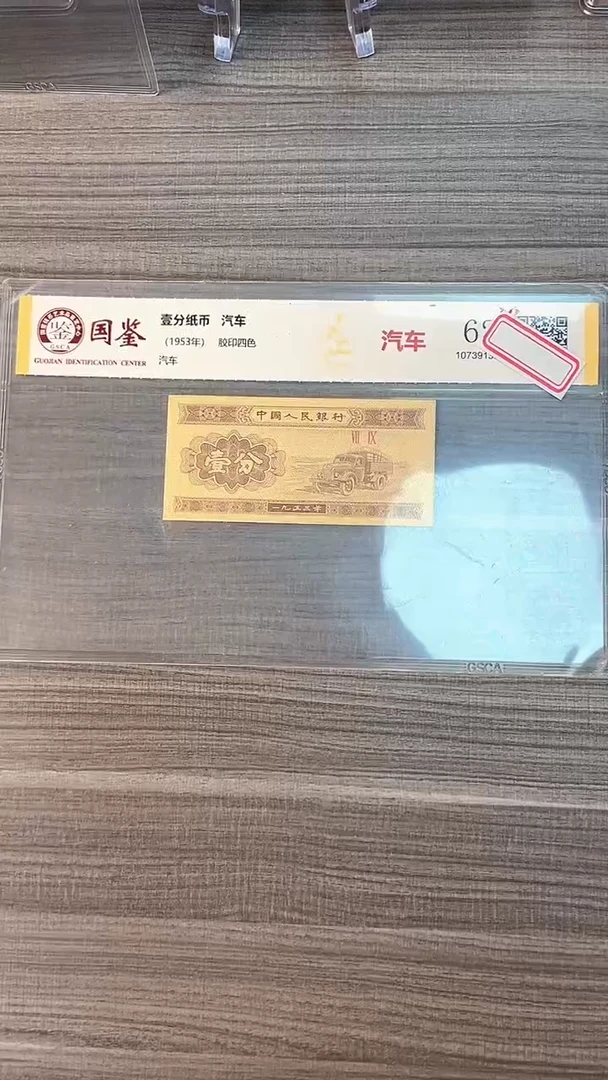 国鉴
GSCA
GUOJIAN IDENTIFICATION CENTER
壹分纸币 汽车
(1953年) 胶印四色
汽车
汽车
中国人民銀行
VII IX
壹分
一九五三年
GSCA